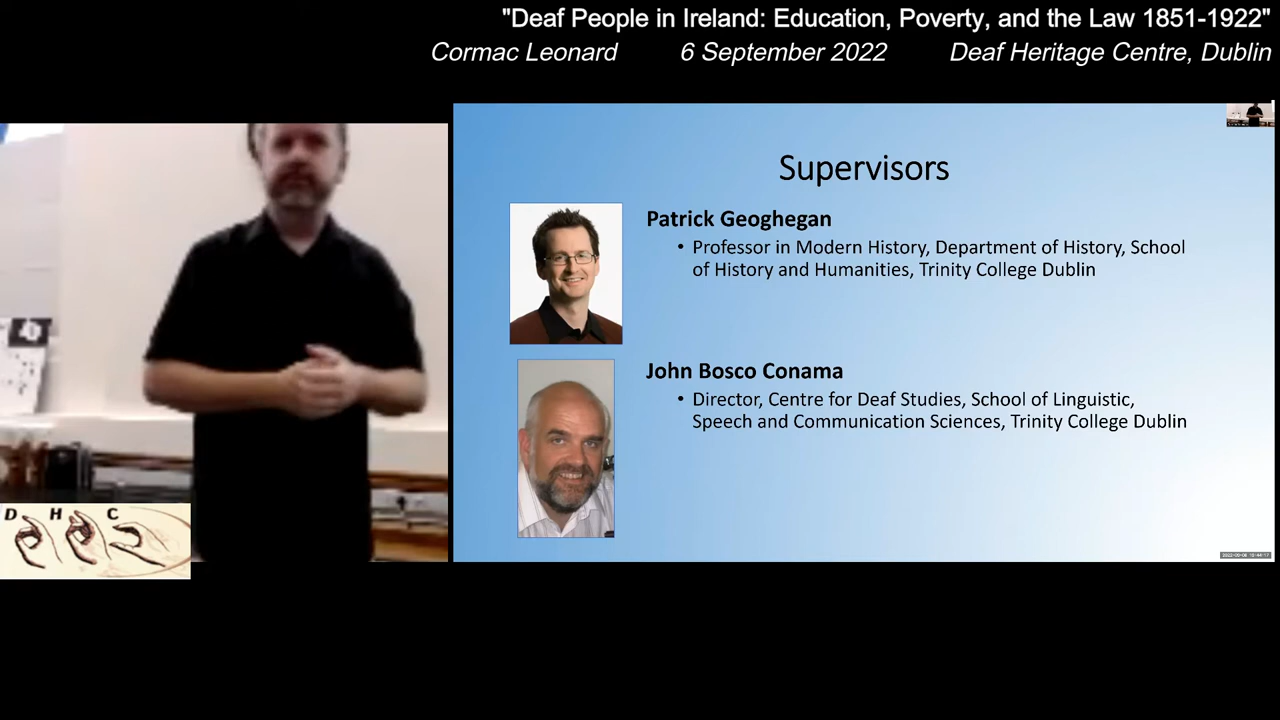 "Deaf People in Ireland: Education, Poverty, and the Law 1851-1922"
Cormac Leonard 6 September 2022 Deaf Heritage Centre, Dublin
Supervisors
Patrick Geoghegan
• Professor in Modern History, Department of History, School
of History and Humanities, Trinity College Dublin
John Bosco Conama
• Director, Centre for Deaf Studies, School of Linguistic,
Speech and Communication Sciences, Trinity College Dublin
D H C